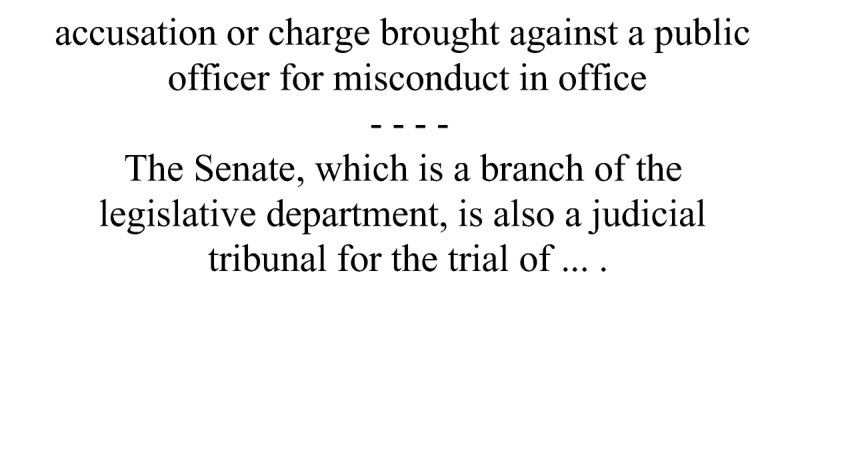 accusation or charge brought against a public
officer for misconduct in office
- - - -
The Senate, which is a branch of the
legislative department, is also a judicial
tribunal for the trial of ... .